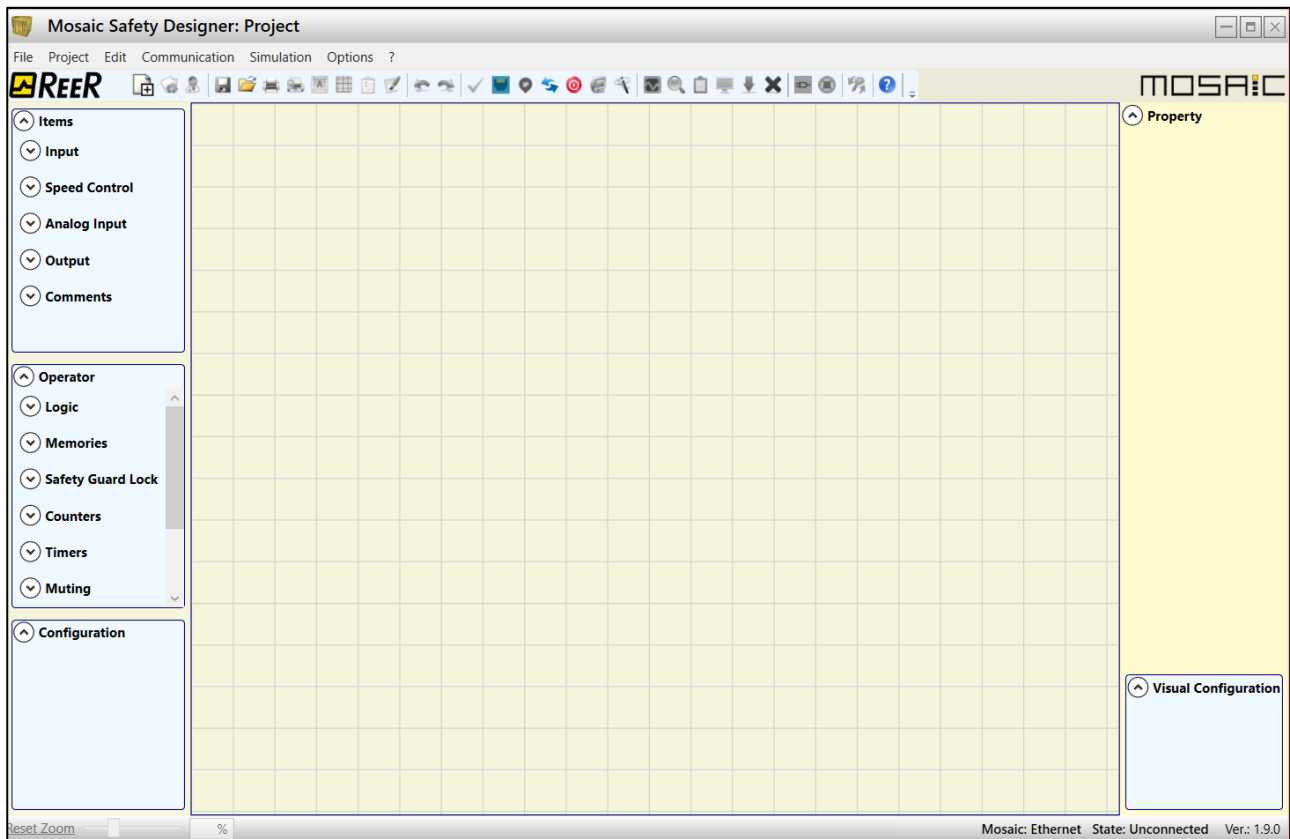 Mosaic Safety Designer: Project
File Project Edit Communication Simulation Options ?
REER MOSAIC
Items
Input
Speed Control
Analog Input
Output
Comments
Operator
Logic
Memories
Safety Guard Lock
Counters
Timers
Muting
Configuration
Property
Visual Configuration
Reset Zoom %
Mosaic: Ethernet State: Unconnected Ver.: 1.9.0